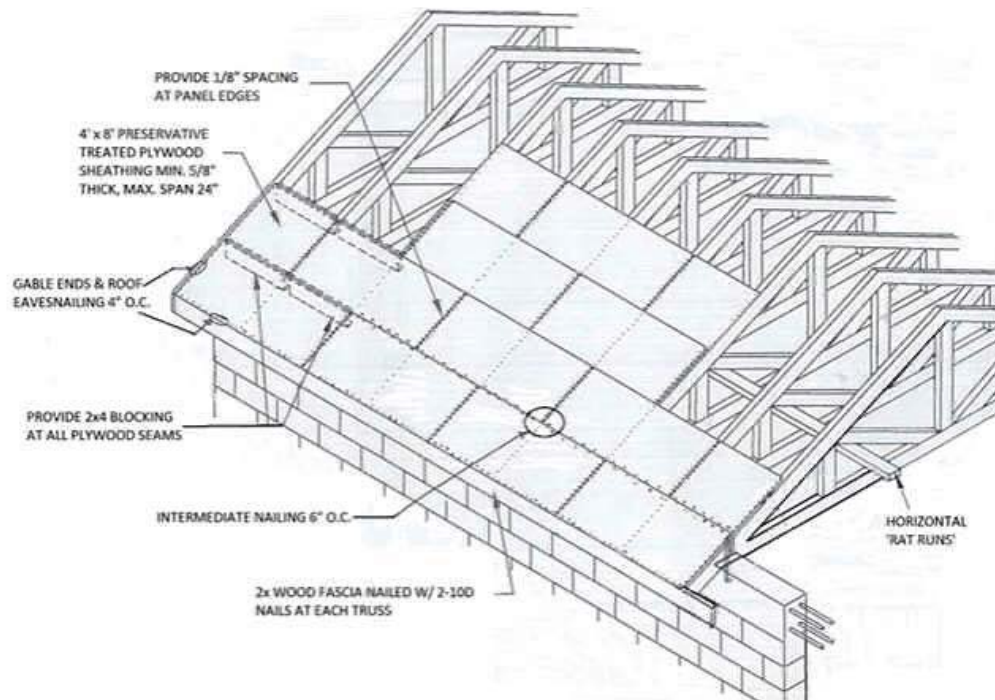 PROVIDE 1/8" SPACING
AT PANEL EDGES
4' x 8' PRESERVATIVE
TREATED PLYWOOD
SHEATHING MIN. 5/8"
THICK, MAX. SPAN 24"
GABLE ENDS & ROOF
EAVESNAILING 4" O.C.
PROVIDE 2x4 BLOCKING
AT ALL PLYWOOD SEAMS
INTERMEDIATE NAILING 6" O.C.
HORIZONTAL
'RAT RUNS'
2x WOOD FASCIA NAILED W/ 2-10D
NAILS AT EACH TRUSS